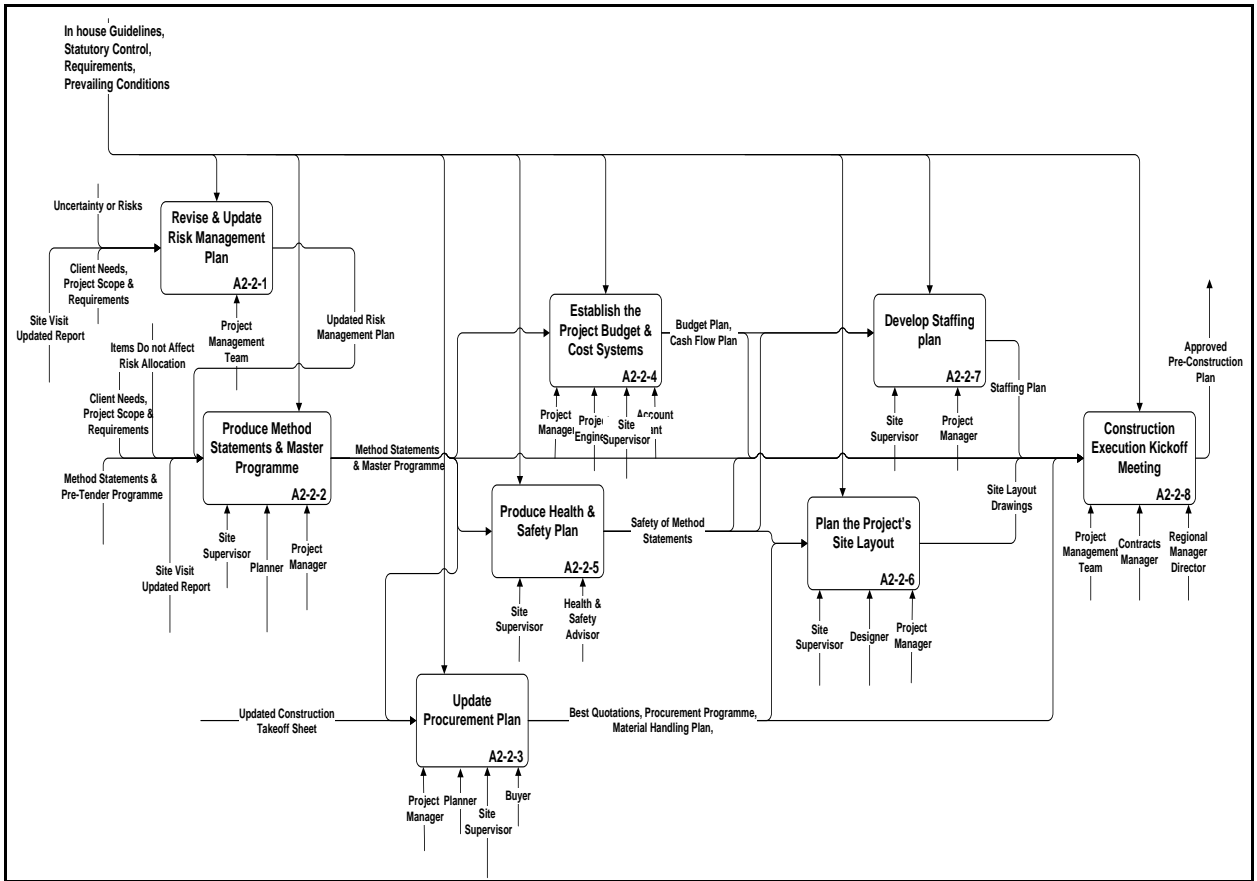 In house Guidelines,
Statutory Control,
Requirements,
Prevailing Conditions
Uncertainty or Risks
Revise & Update
Risk Management
Plan
A2-2-1
Client Needs,
Project Scope &
Requirements
Site Visit
Updated Report
Project
Management
Team
Updated Risk
Management Plan
Items Do not Affect
Risk Allocation
Client Needs,
Project Scope &
Requirements
Method Statements &
Pre-Tender Programme
Site Visit
Updated Report
Produce Method
Statements & Master
Programme
A2-2-2
Site
Supervisor
Planner
Project
Manager
Method Statements
& Master Programme
Establish the
Project Budget &
Cost Systems
A2-2-4
Project
Manager
Projec
Engine
Site
Supervisor
Account
nt
Budget Plan,
Cash Flow Plan
Develop Staffing
plan
A2-2-7
Site
Supervisor
Project
Manager
Staffing Plan
Approved
Pre-Construction
Plan
Construction
Execution Kickoff
Meeting
A2-2-8
Project
Management
Team
Contracts
Manager
Regional
Manager
Director
Produce Health &
Safety Plan
A2-2-5
Site
Supervisor
Health &
Safety
Advisor
Safety of Method
Statements
Plan the Project's
Site Layout
A2-2-6
Site
Supervisor
Designer
Project
Manager
Site Layout
Drawings
Updated Construction
Takeoff Sheet
Update
Procurement Plan
A2-2-3
Project
Manager
Planner
Site
Supervisor
Buyer
Best Quotations, Procurement Programme,
Material Handling Plan,